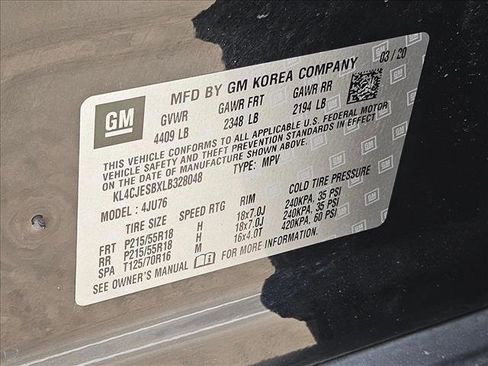 GM
MFD BY GM KOREA COMPANY 03/20
GVWR GAWR FRT GAWR RR
4409 LB 2348 LB 2194 LB
THIS VEHICLE CONFORMS TO ALL APPLICABLE U.S. FEDERAL MOTOR
VEHICLE SAFETY AND THEFT PREVENTION STANDARDS IN EFFECT
ON THE DATE OF MANUFACTURE SHOWN ABOVE.
KL4CJESBXLB328048 TYPE: MPV
MODEL: 4JU76
TIRE SIZE SPEED RTG RIM COLD TIRE PRESSURE
FRT P215/55R18 H 18x7.0J 240KPA, 35 PSI
RR P215/55R18 H 18x7.0J 240KPA, 35 PSI
SPA T125/70R16 M 16x4.0T 420KPA, 60 PSI
SEE OWNER'S MANUAL FOR MORE INFORMATION.